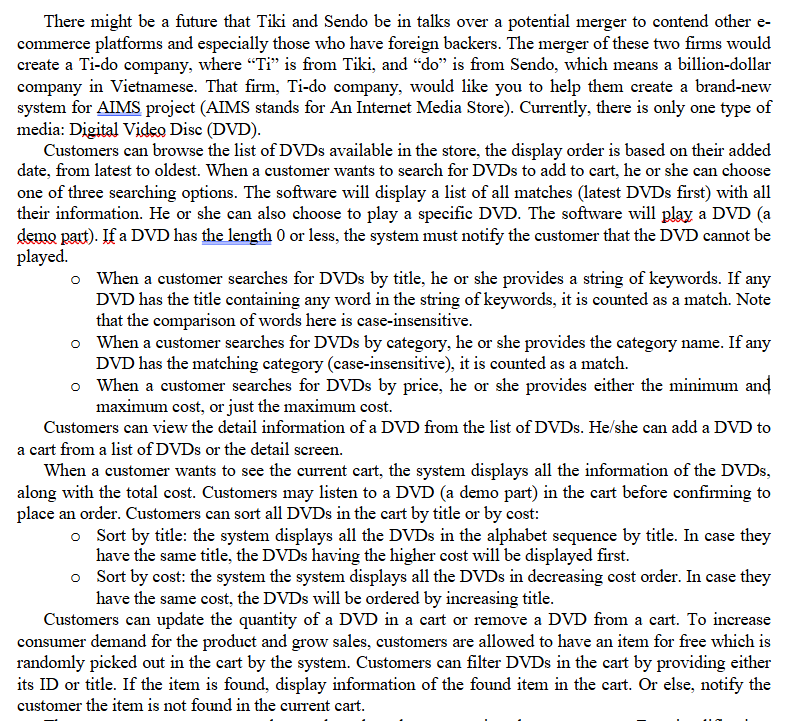 There might be a future that Tiki and Sendo be in talks over a potential merger to contend other e-
commerce platforms and especially those who have foreign backers. The merger of these two firms would
create a Ti-do company, where “Ti” is from Tiki, and “do” is from Sendo, which means a billion-dollar
company in Vietnamese. That firm, Ti-do company, would like you to help them create a brand-new
system for AIMS project (AIMS stands for An Internet Media Store). Currently, there is only one type of
media: Digital Video Disc (DVD).
Customers can browse the list of DVDs available in the store, the display order is based on their added
date, from latest to oldest. When a customer wants to search for DVDs to add to cart, he or she can choose
one of three searching options. The software will display a list of all matches (latest DVDs first) with all
their information. He or she can also choose to play a specific DVD. The software will play a DVD (a
demo part). If a DVD has the length 0 or less, the system must notify the customer that the DVD cannot be
played.
o When a customer searches for DVDs by title, he or she provides a string of keywords. If any
DVD has the title containing any word in the string of keywords, it is counted as a match. Note
that the comparison of words here is case-insensitive.
o When a customer searches for DVDs by category, he or she provides the category name. If any
DVD has the matching category (case-insensitive), it is counted as a match.
o When a customer searches for DVDs by price, he or she provides either the minimum and
maximum cost, or just the maximum cost.
Customers can view the detail information of a DVD from the list of DVDs. He/she can add a DVD to
a cart from a list of DVDs or the detail screen.
When a customer wants to see the current cart, the system displays all the information of the DVDs,
along with the total cost. Customers may listen to a DVD (a demo part) in the cart before confirming to
place an order. Customers can sort all DVDs in the cart by title or by cost:
o Sort by title: the system displays all the DVDs in the alphabet sequence by title. In case they
have the same title, the DVDs having the higher cost will be displayed first.
o Sort by cost: the system the system displays all the DVDs in decreasing cost order. In case they
have the same cost, the DVDs will be ordered by increasing title.
Customers can update the quantity of a DVD in a cart or remove a DVD from a cart. To increase
consumer demand for the product and grow sales, customers are allowed to have an item for free which is
randomly picked out in the cart by the system. Customers can filter DVDs in the cart by providing either
its ID or title. If the item is found, display information of the found item in the cart. Or else, notify the
customer the item is not found in the current cart.